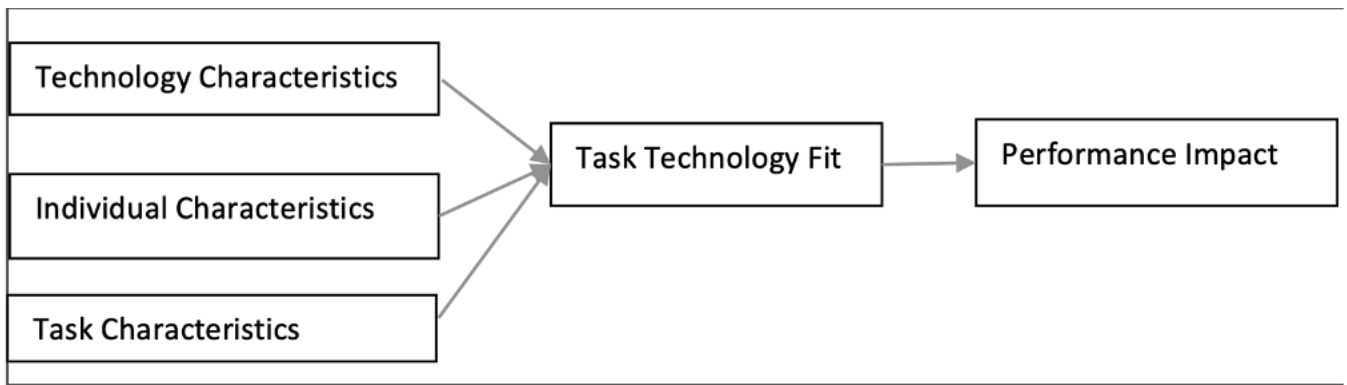 Technology Characteristics
Individual Characteristics
Task Characteristics
Task Technology Fit
Performance Impact